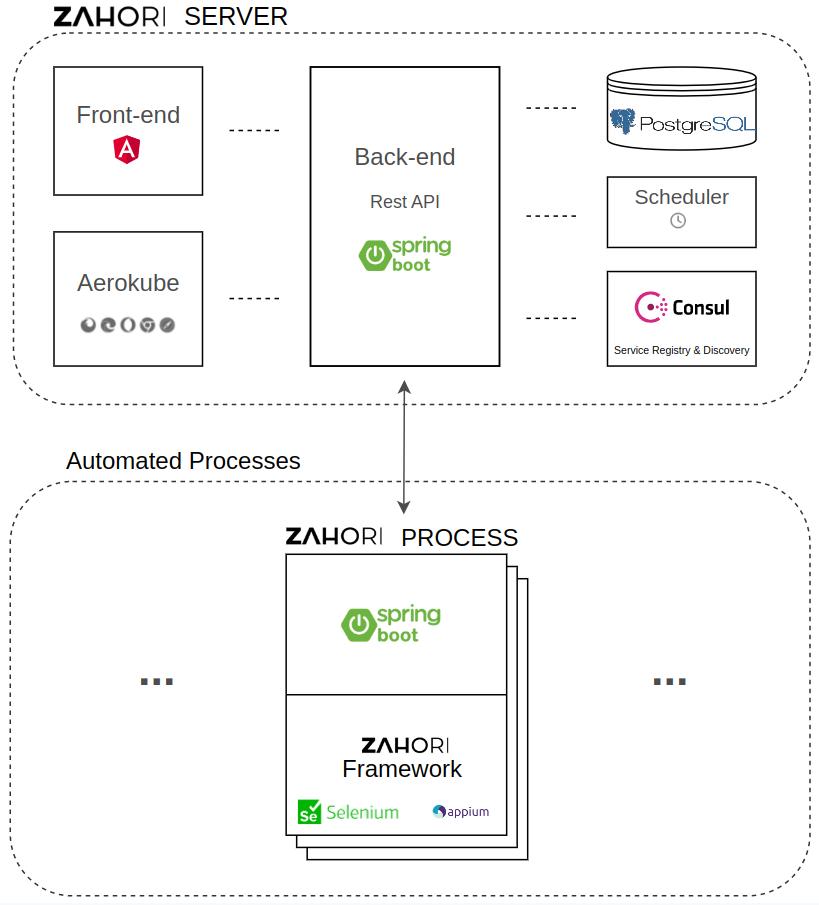 ZAHORI SERVER
Front-end
Back-end
Rest API
spring
boot
PostgreSQL
Scheduler
Aerokube
Consul
Service Registry & Discovery
Automated Processes
ZAHORI PROCESS
spring
boot
...
...
ZAHORI
Framework
Se Selenium
appium